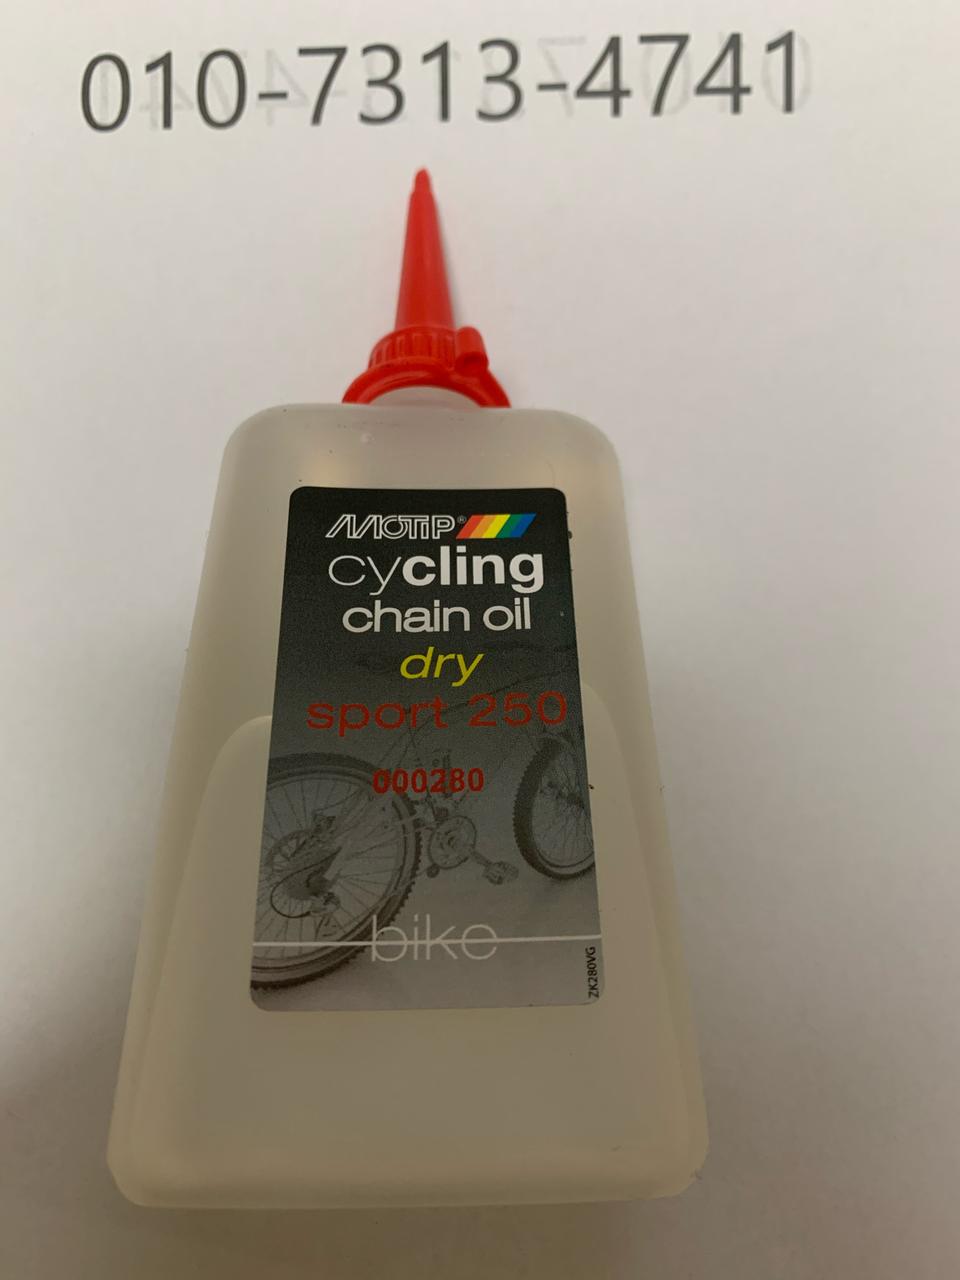 010-7313-4741
MOTIP®
cycling
chain oil
dry
sport 250
000280
bike
ZK280VG